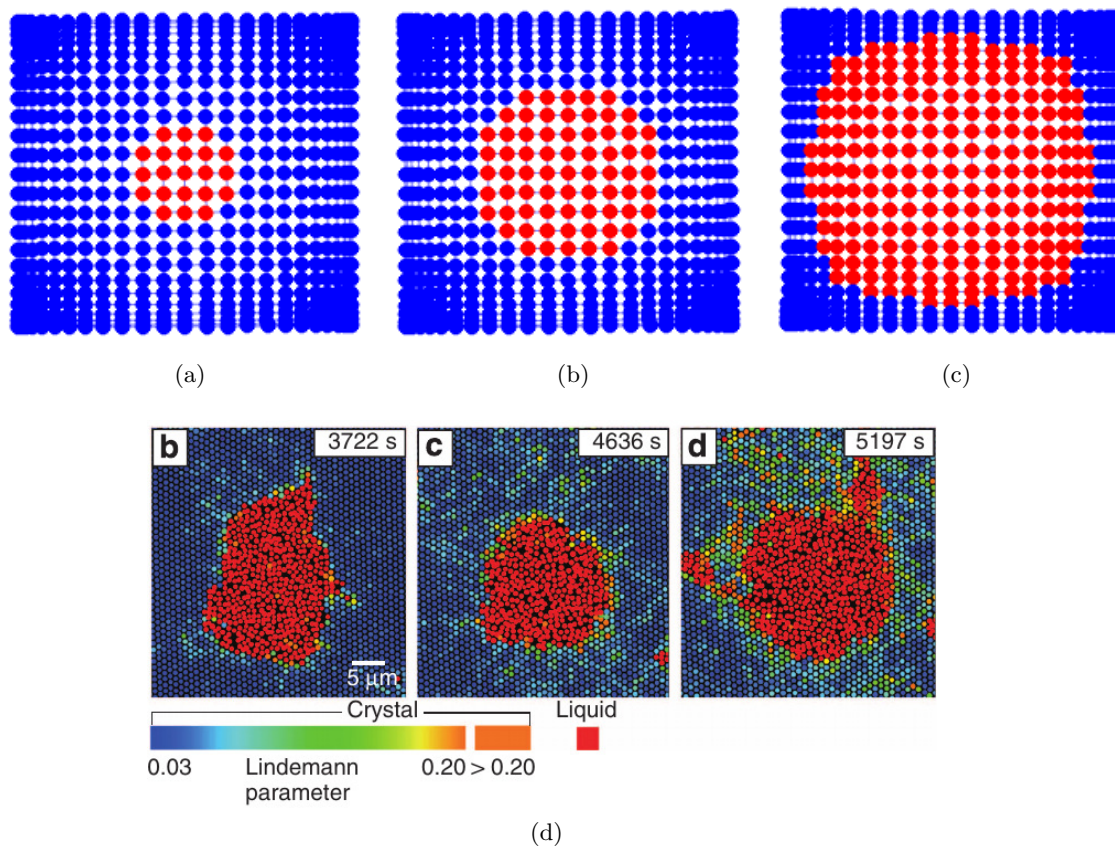 (a)
(b)
(c)
b 3722 s
c 4636 s
d 5197 s
5 μm
Crystal Liquid
0.03 Lindemann parameter 0.20 > 0.20
(d)